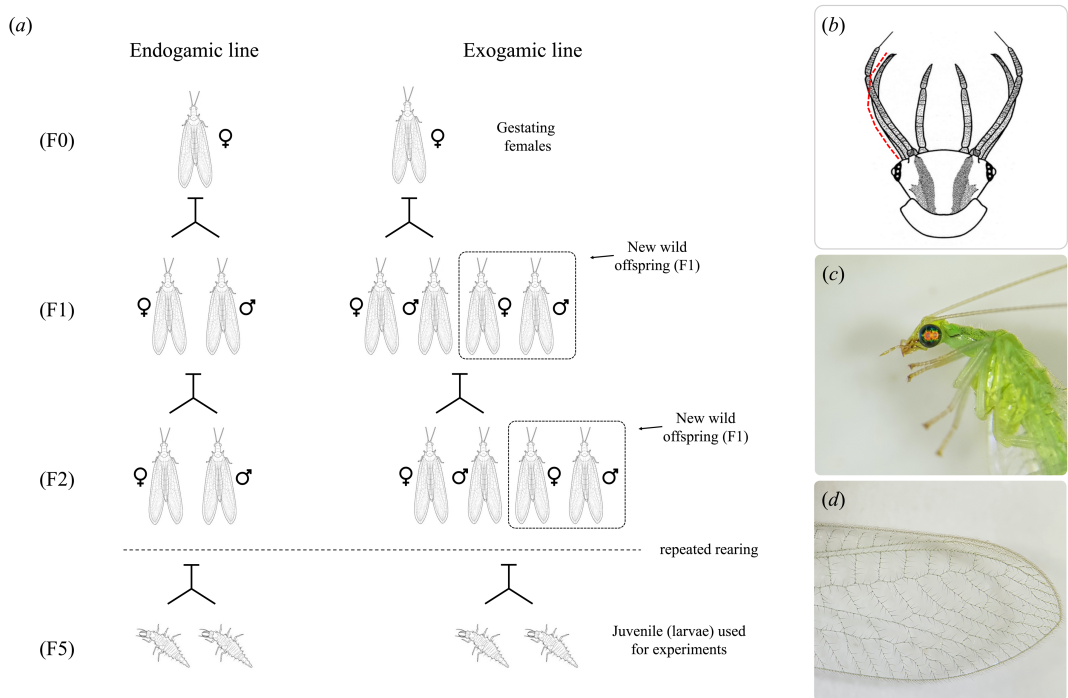 (a)
Endogamic line
Exogamic line
(F0)
♀
♀
Gestating
females
New wild
offspring (F1)
(F1)
♀
♂
♀
♂
♀
♂
New wild
offspring (F1)
(F2)
♀
♂
♀
♂
♀
♂
repeated rearing
(F5)
Juvenile (larvae) used
for experiments
(b)
(c)
(d)